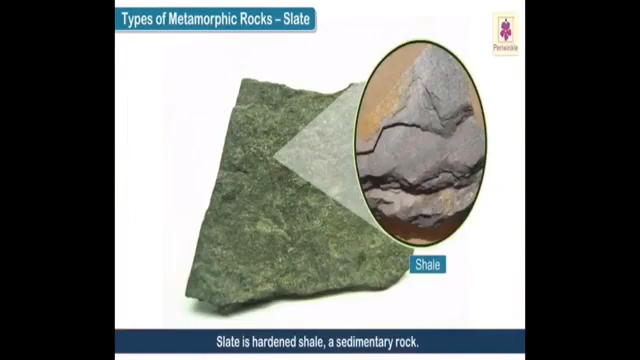 Types of Metamorphic Rocks – Slate
Periwinkle
Shale
Slate is hardened shale, a sedimentary rock.